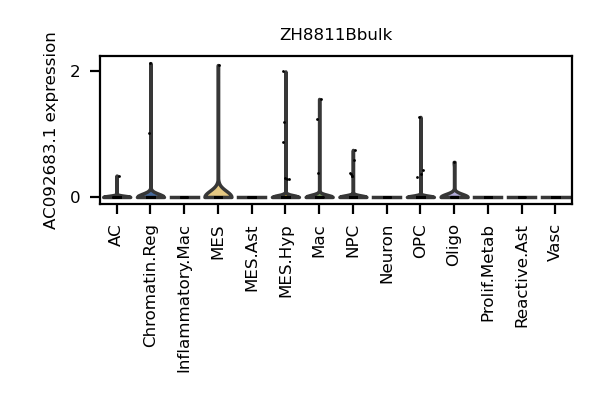 ZH8811Bbulk
AC092683.1 expression
2
0
AC
Chromatin.Reg
Inflammatory.Mac
MES
MES.Ast
MES.Hyp
Mac
NPC
Neuron
OPC
Oligo
Prolif.Metab
Reactive.Ast
Vasc